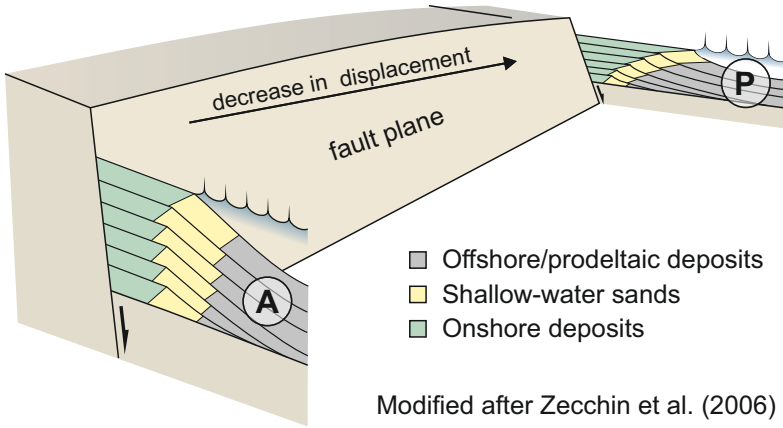 decrease in displacement
P
fault plane
A
Offshore/prodeltaic deposits
Shallow-water sands
Onshore deposits
Modified after Zecchin et al. (2006)